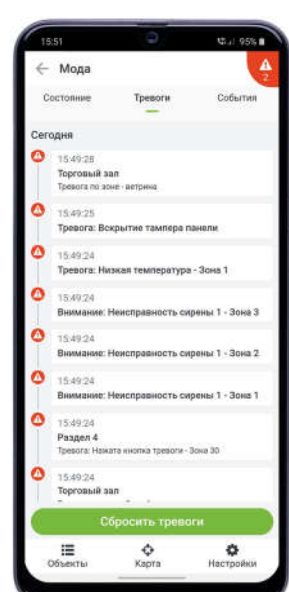 15:51
95%
← Мода
2
Состояние Тревоги События
Сегодня
15:49:28
Торговый зал
Тревога по зоне - витрина
15:49:25
Тревога: Вскрытие тампера панели
15:49:24
Тревога: Низкая температура - Зона 1
15:49:24
Внимание: Неисправность сирены 1 - Зона 3
15:49:24
Внимание: Неисправность сирены 1 - Зона 2
15:49:24
Внимание: Неисправность сирены 1 - Зона 1
15:49:24
Раздел 4
Тревога: Нажата кнопка тревоги - Зона 30
15:49:24
Торговый зал
Сбросить тревоги
Объекты Карта Настройки